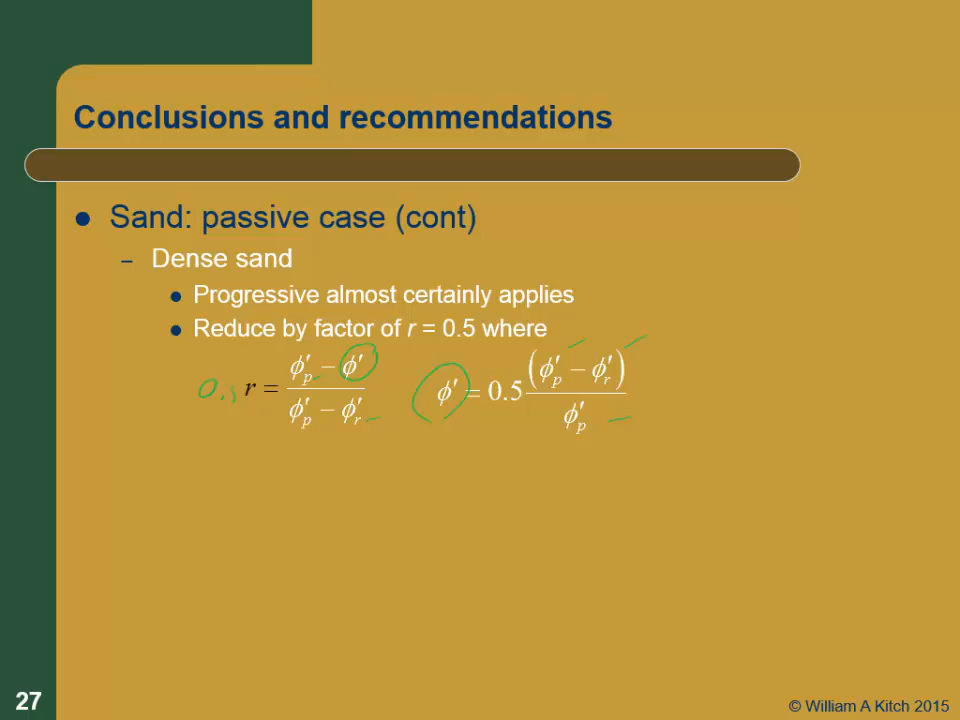 Conclusions and recommendations
Sand: passive case (cont)
– Dense sand
Progressive almost certainly applies
Reduce by factor of r = 0.5 where
0.5 r = (ϕ′p − ϕ′) / (ϕ′p − ϕ′r)
ϕ′ = 0.5 (ϕ′p − ϕ′r) / ϕ′p
27
© William A Kitch 2015